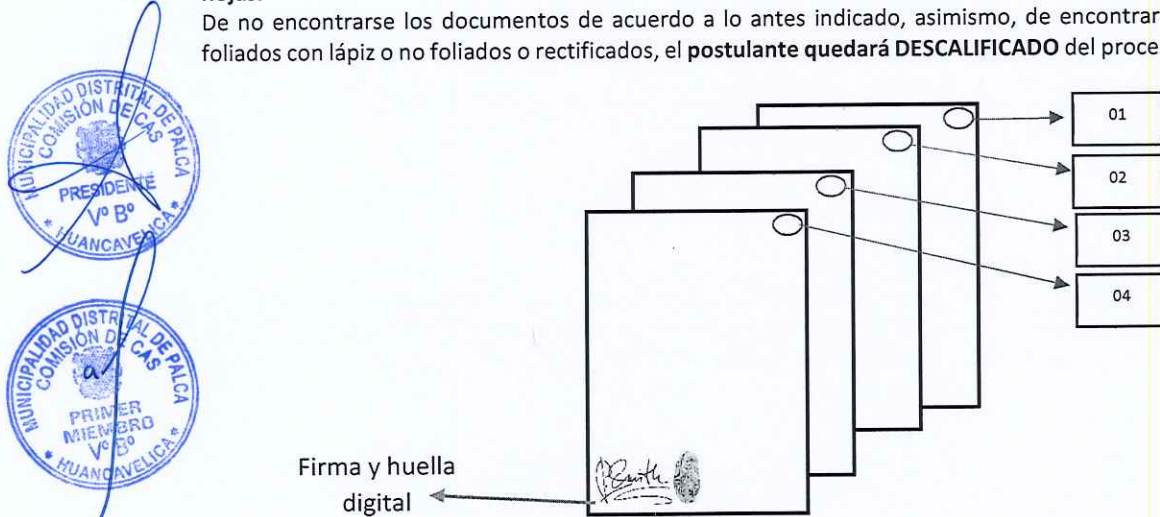 De no encontrarse los documentos de acuerdo a lo antes indicado, asimismo, de encontrar
foliados con lápiz o no foliados o rectificados, el postulante quedará DESCALIFICADO del proce
MUNICIPALIDAD DISTRITAL DE PALCA
COMISIÓN DE CAS
PRESIDENTE
Vº Bº
* HUANCAVELICA *
01
02
03
04
MUNICIPALIDAD DISTRITAL DE PALCA
COMISIÓN DE CAS
PRIMER
MIEMBRO
Vº Bº
* HUANCAVELICA *
Firma y huella
digital